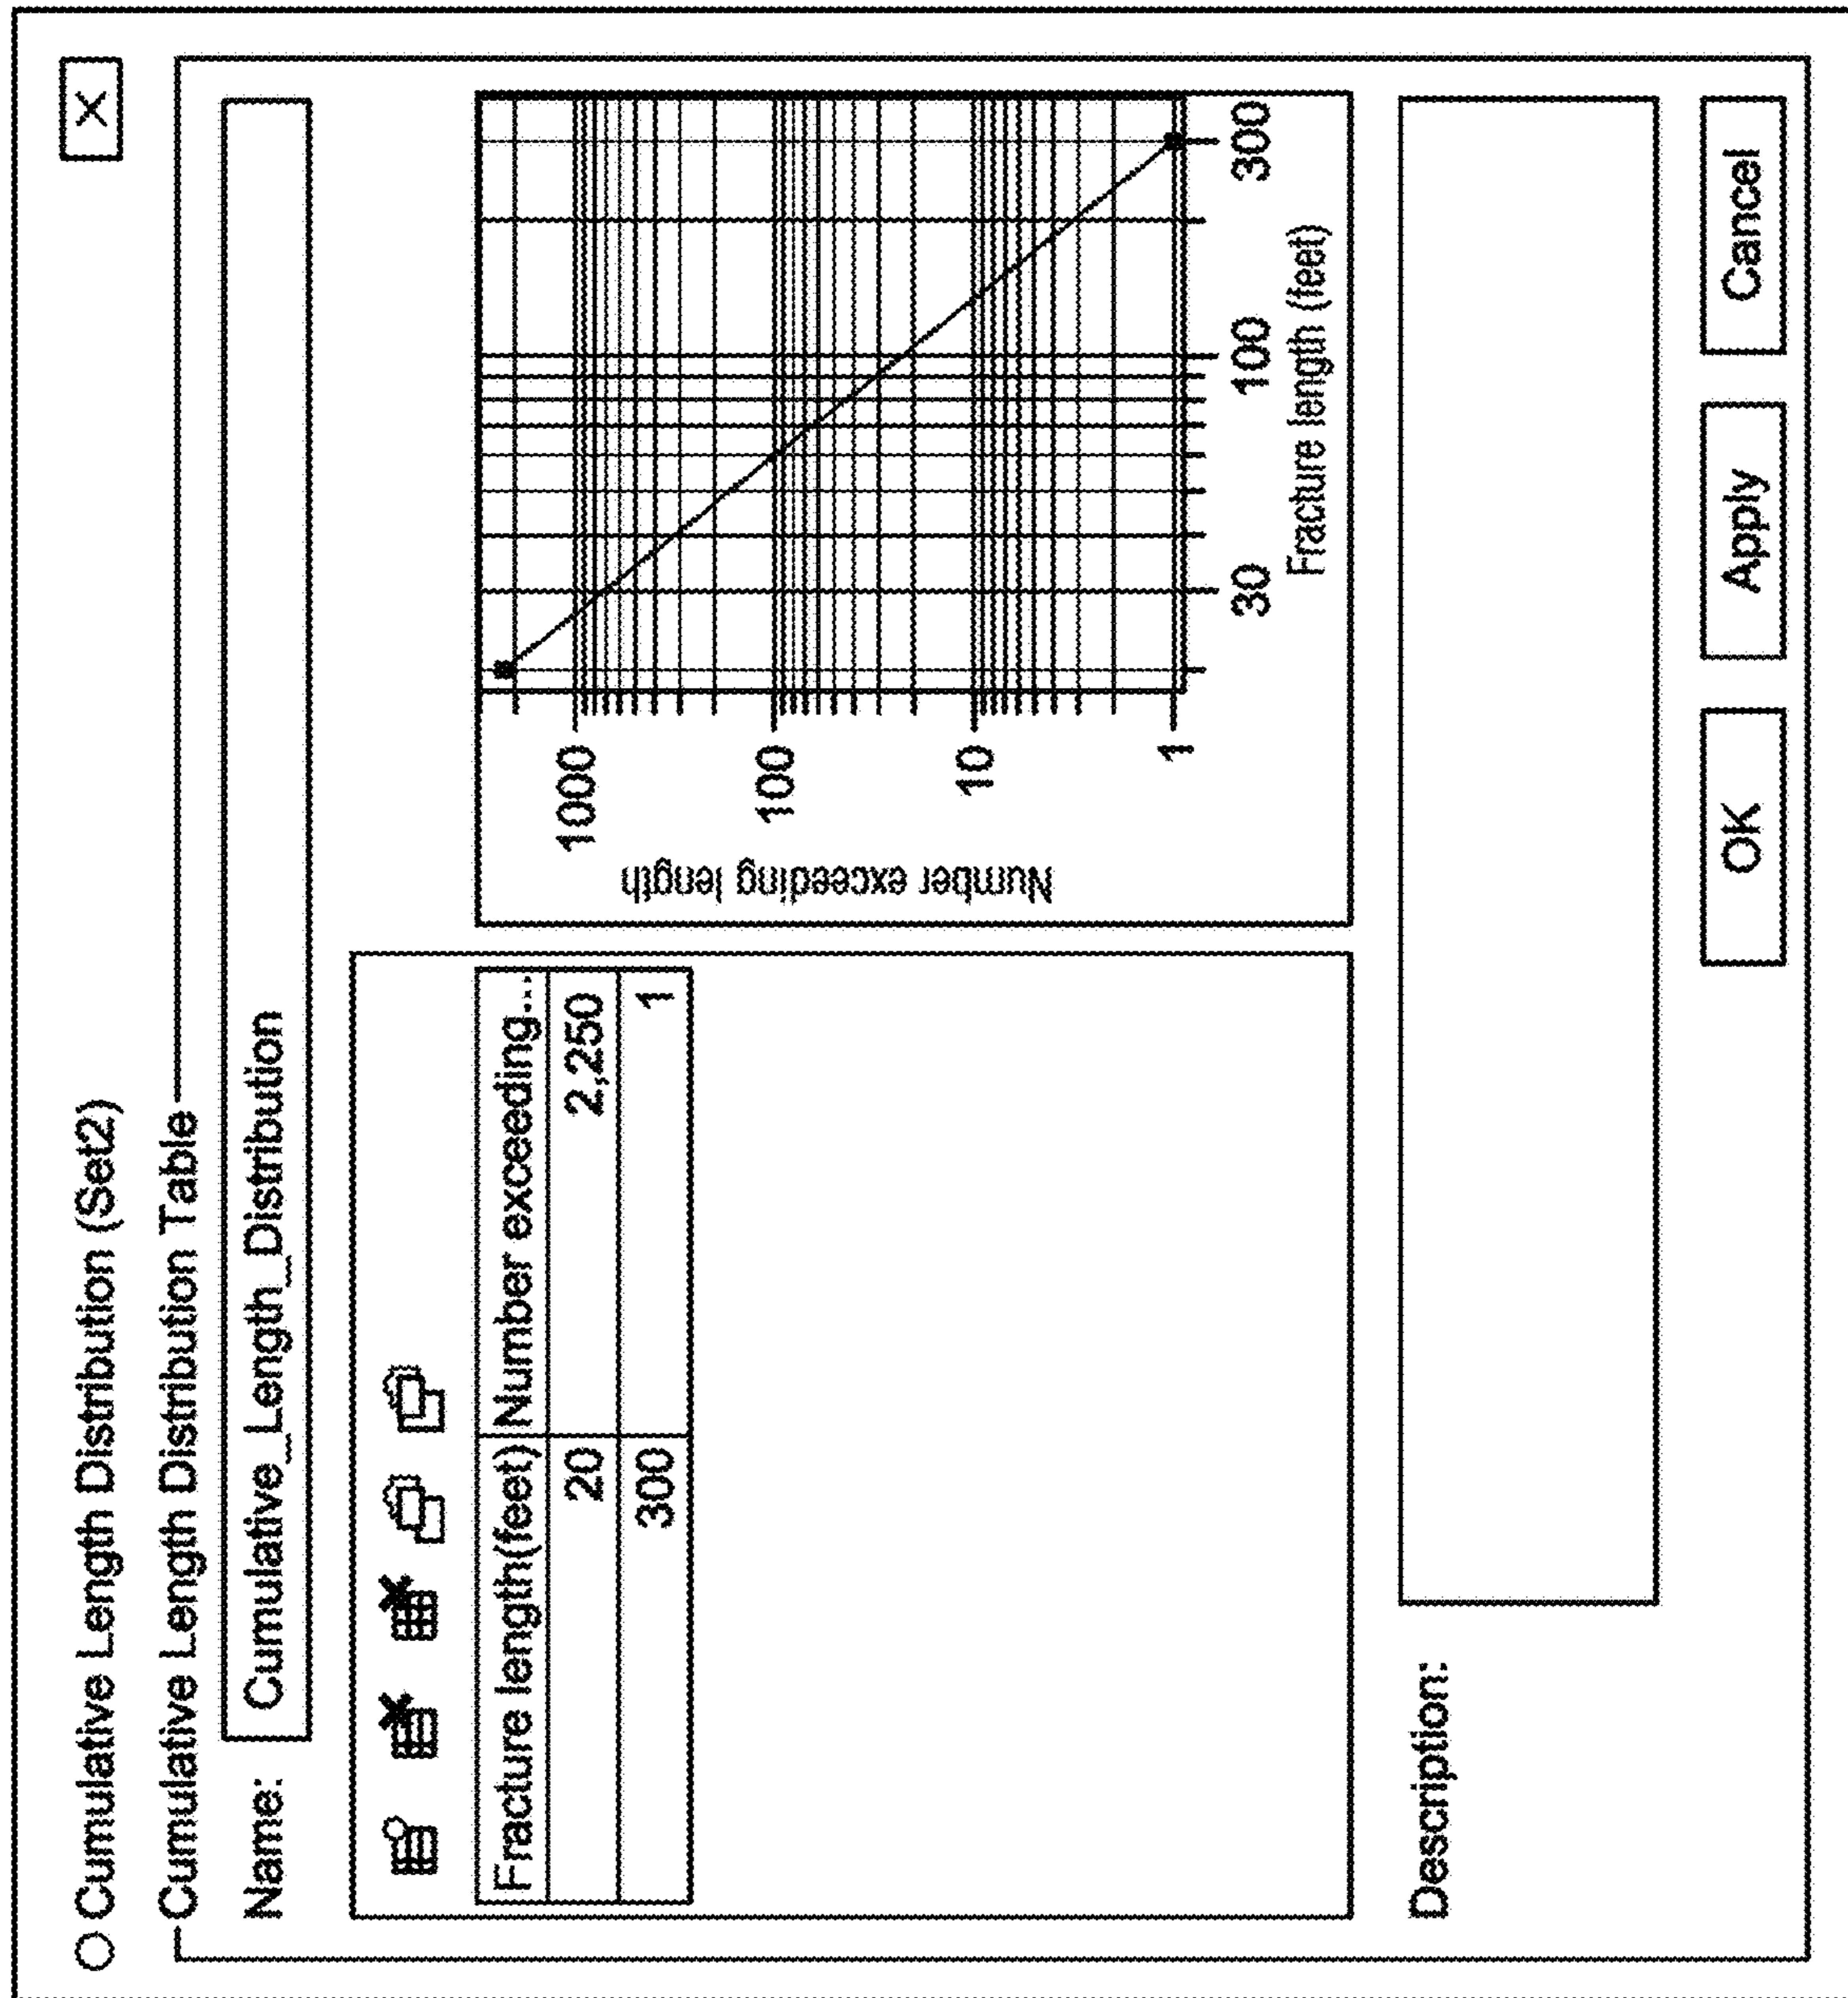 Cumulative Length Distribution (Set2)
X
Cumulative Length Distribution Table
Name: Cumulative_Length_Distribution
Fracture length(feet) Number exceeding...
20 2,250
300 1
Number exceeding length
1000
100
10
1
30 100 300
Fracture length (feet)
Description:
OK Apply Cancel